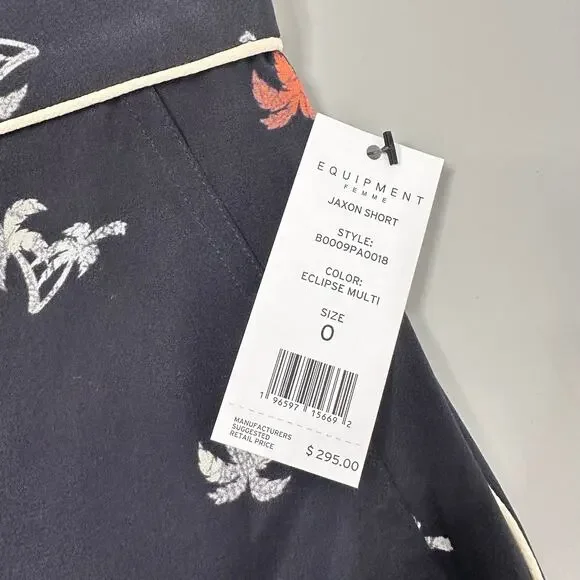 EQUIPMENT
FEMME
JAXON SHORT
STYLE:
B0009PA0018
COLOR:
ECLIPSE MULTI
SIZE
0
1 96597 15669 2
MANUFACTURERS
SUGGESTED
RETAIL PRICE
$ 295.00